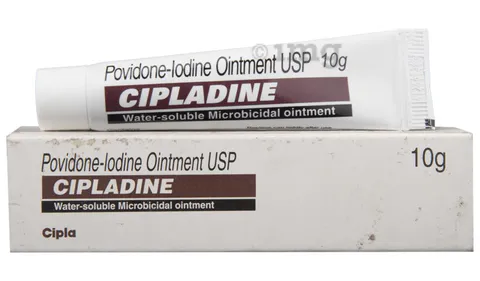 1mg
Povidone-Iodine Ointment USP 10g
CIPLADINE
Water-soluble Microbicidal ointment
Povidone-Iodine Ointment USP 10g
CIPLADINE
Water-soluble Microbicidal ointment
Cipla